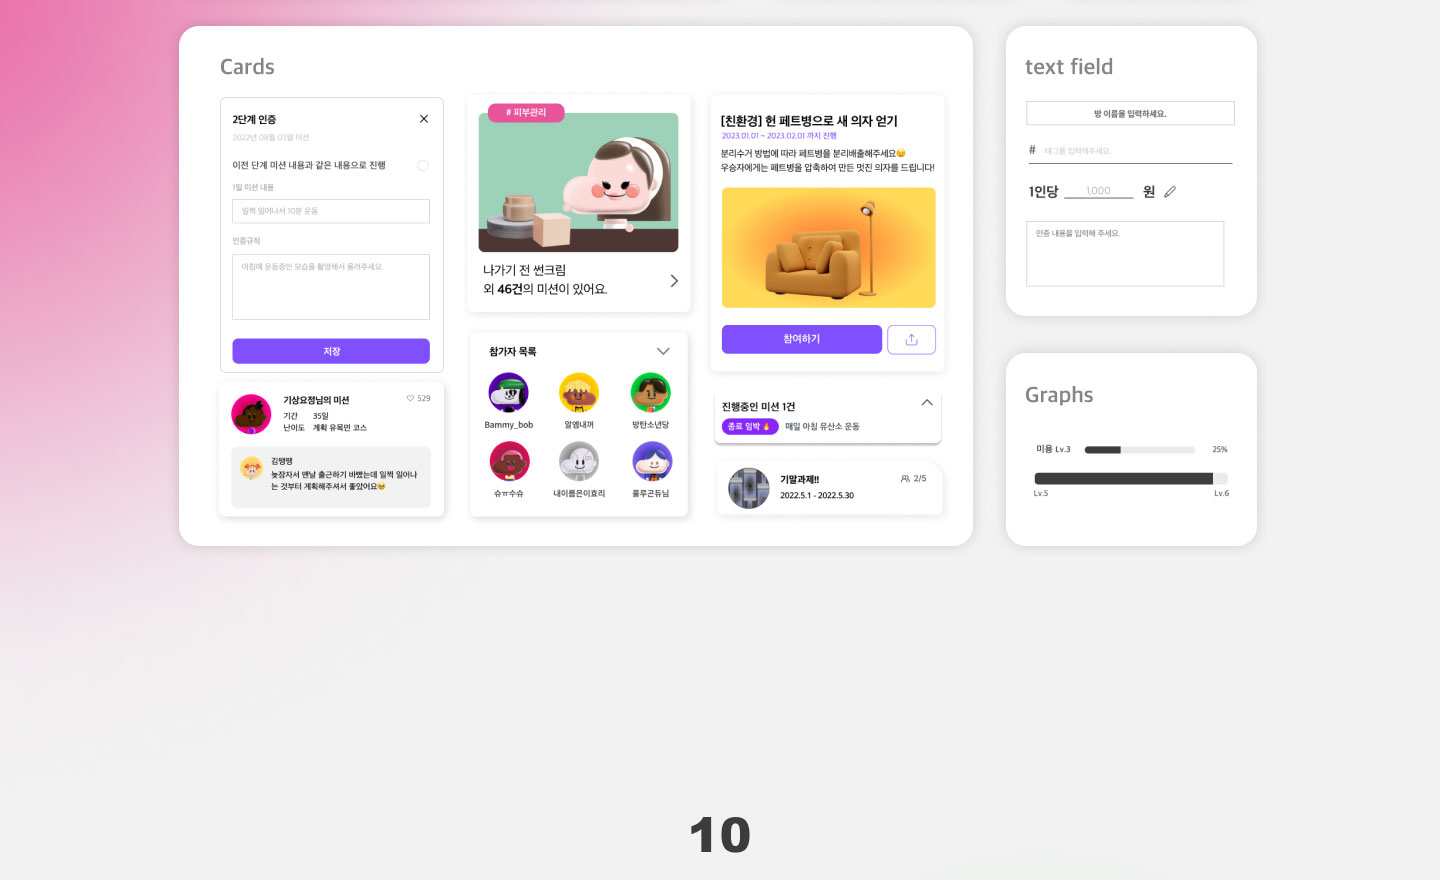 Cards
2단계 인증
2022년 08월 03일 미션
이전 단계 미션 내용과 같은 내용으로 진행
1일 미션 내용
일찍 일어나서 10분 운동
인증규칙
아침에 운동중인 모습을 촬영해서 올려주세요.
저장
기상요정님의 미션
529
기간 35일
난이도 계획 유목민 코스
김땡땡
늦잠자서 맨날 출근하기 바빴는데 일찍 일어나
는 것부터 계획해주셔서 좋았어요🥹
# 피부관리
나가기 전 썬크림
외 46건의 미션이 있어요.
참가자 목록
Bammy_bob
알엠내꺼
방탄소년당
슈ㅠ수슈
내이름은이효리
룰루곤듀님
[친환경] 헌 페트병으로 새 의자 얻기
2023.01.01 ~ 2023.02.01 까지 진행
분리수거 방법에 따라 페트병을 분리배출해주세요😉
우승자에게는 페트병을 압축하여 만든 멋진 의자를 드립니다!
참여하기
진행중인 미션 1건
종료 임박 🔥 매일 아침 유산소 운동
기말과제!!
2/5
2022.5.1 - 2022.5.30
text field
방 이름을 입력하세요.
# 태그를 입력해주세요.
1인당 1,000 원
인증 내용을 입력해 주세요.
Graphs
미용 Lv.3 25%
Lv.5 Lv.6
10